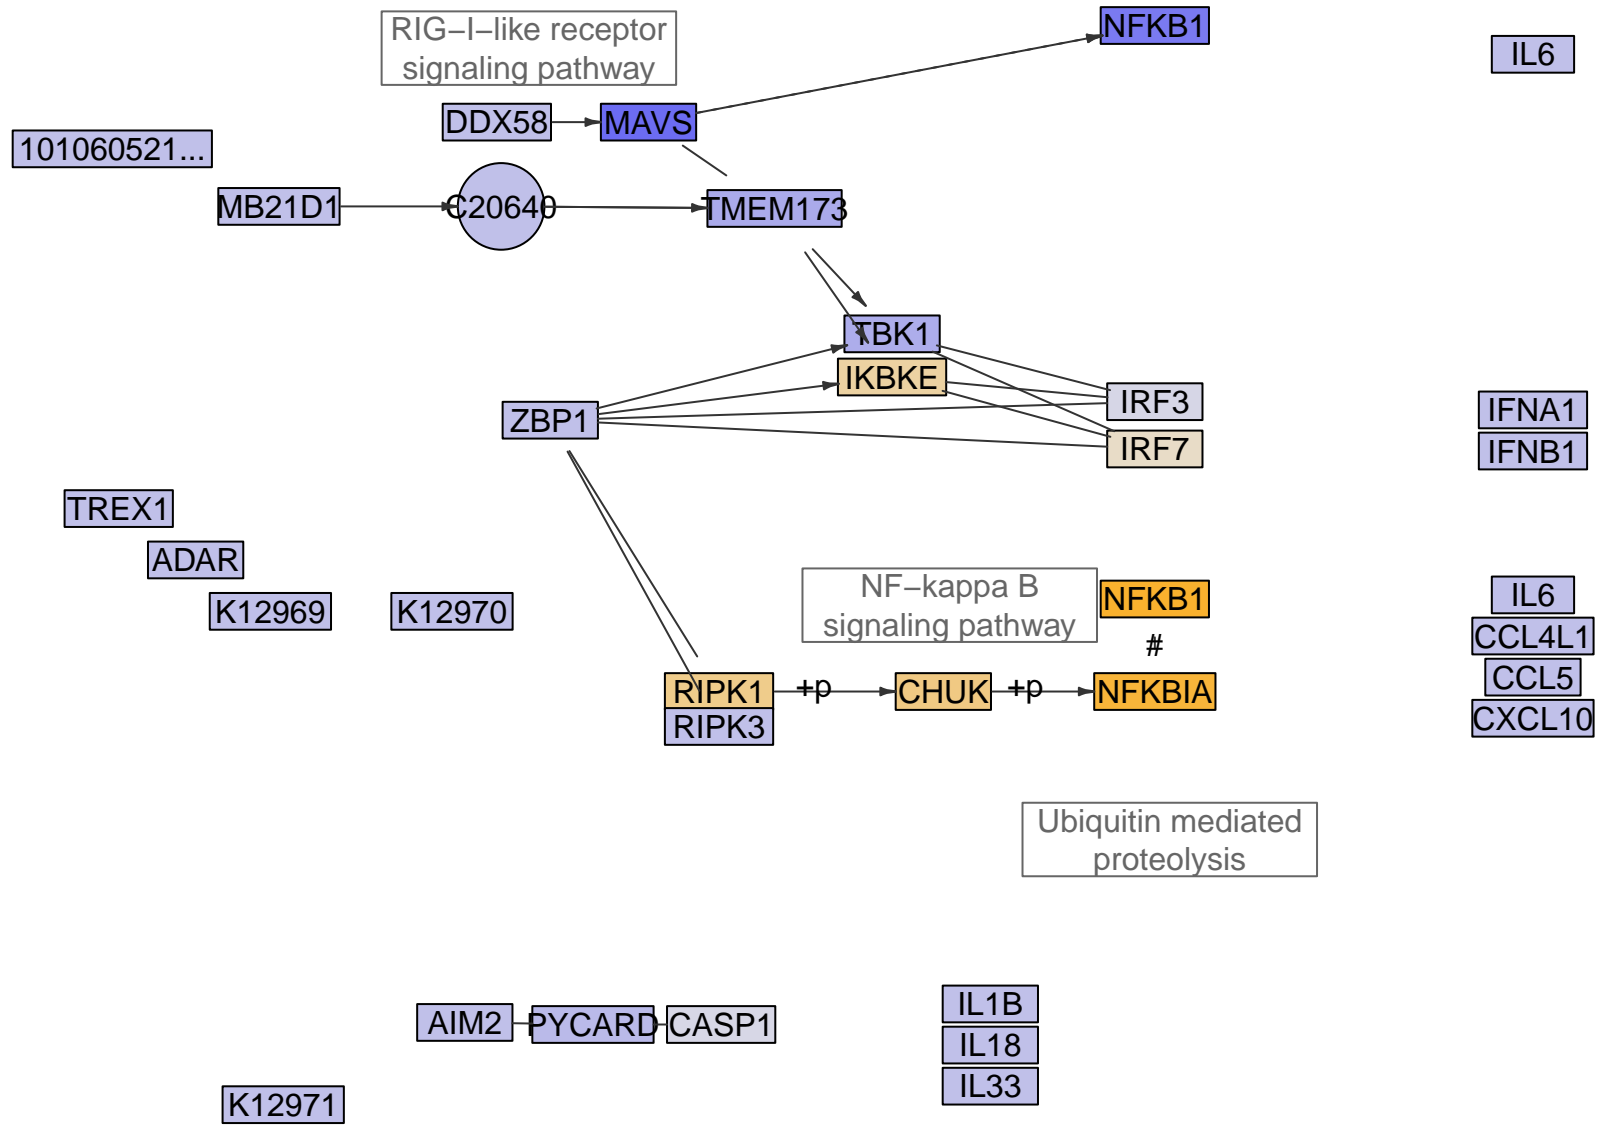 RIG−I−like receptor
signaling pathway
NFKB1
IL6
DDX58
MAVS
101060521...
MB21D1
C20640
TMEM173
TBK1
IKBKE
IRF3
ZBP1
IRF7
IFNA1
IFNB1
TREX1
ADAR
K12969
K12970
NF−kappa B
signaling pathway
NFKB1
#
IL6
CCL4L1
CCL5
CXCL10
RIPK1
+p
CHUK
+p
NFKBIA
RIPK3
Ubiquitin mediated
proteolysis
AIM2
PYCARD
CASP1
IL1B
IL18
IL33
K12971